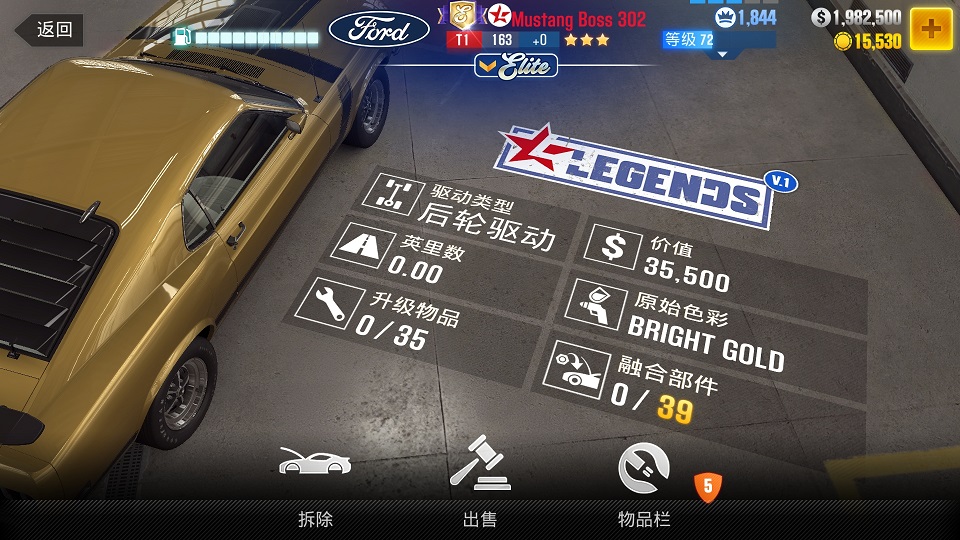 返回
Ford
Mustang Boss 302
T1 163 +0
Elite
1,844
等级 72
1,982,500
15,530
LEGENDS
V.1
驱动类型
后轮驱动
英里数
0.00
升级物品
0 / 35
价值
35,500
原始色彩
BRIGHT GOLD
融合部件
0 / 39
拆除
出售
物品栏
5